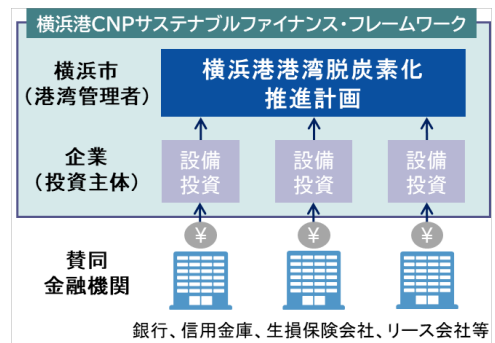 横浜港CNPサステナブルファイナンス・フレームワーク
横浜市
（港湾管理者）
横浜港港湾脱炭素化
推進計画
企業
（投資主体）
設備
投資
設備
投資
設備
投資
¥
¥
¥
賛同
金融機関
銀行、信用金庫、生損保険会社、リース会社等